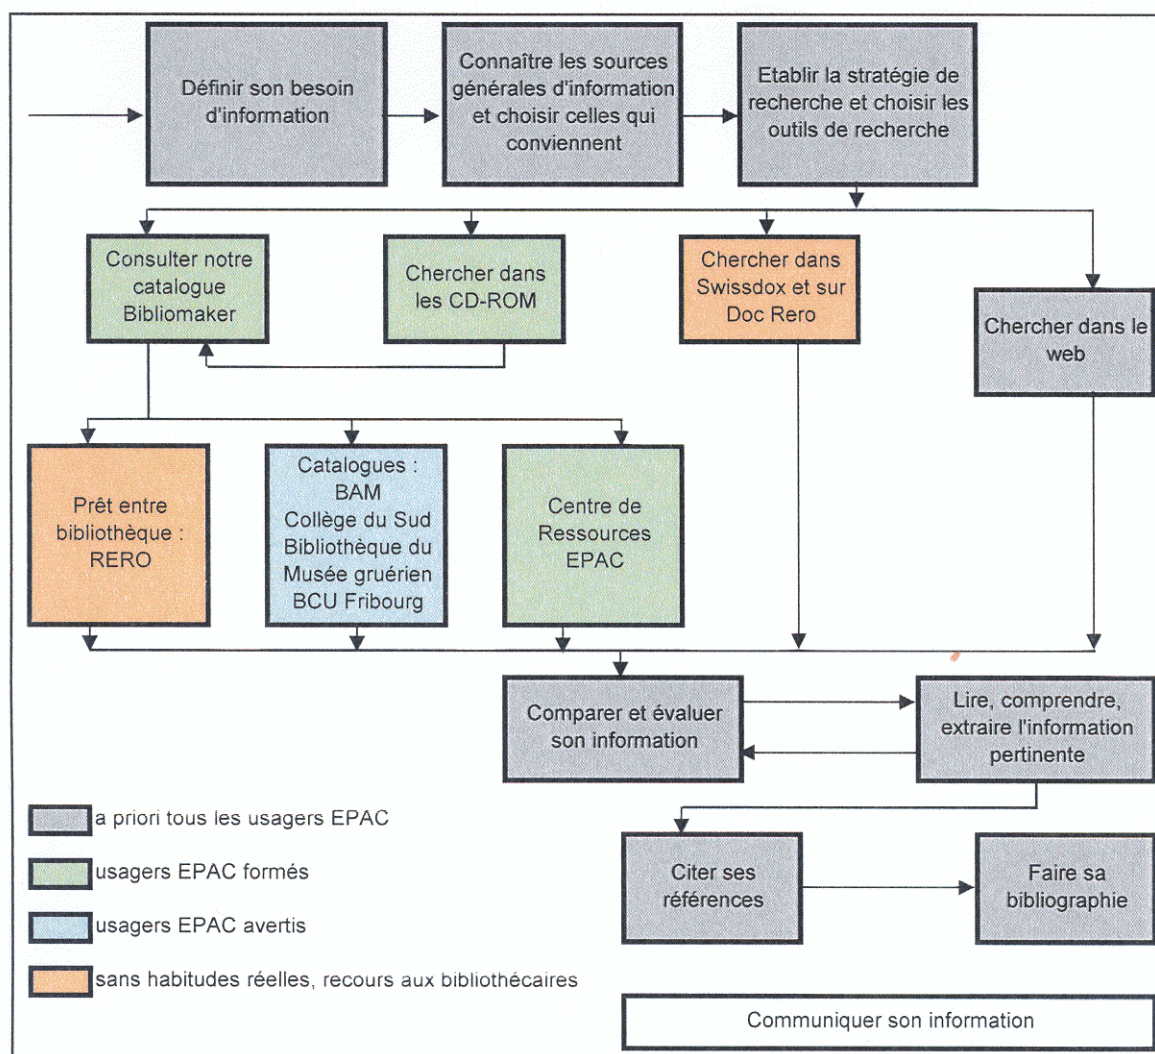 Définir son besoin
d'information
Connaître les sources
générales d'information
et choisir celles qui
conviennent
Etablir la stratégie de
recherche et choisir les
outils de recherche
Consulter notre
catalogue
Bibliomaker
Chercher dans
les CD-ROM
Chercher dans
Swissdox et sur
Doc Rero
Chercher dans le
web
Prêt entre
bibliothèque :
RERO
Catalogues :
BAM
Collège du Sud
Bibliothèque du
Musée gruérien
BCU Fribourg
Centre de
Ressources
EPAC
Comparer et évaluer
son information
Lire, comprendre,
extraire l'information
pertinente
Citer ses
références
Faire sa
bibliographie
a priori tous les usagers EPAC
usagers EPAC formés
usagers EPAC avertis
sans habitudes réelles, recours aux bibliothécaires
Communiquer son information